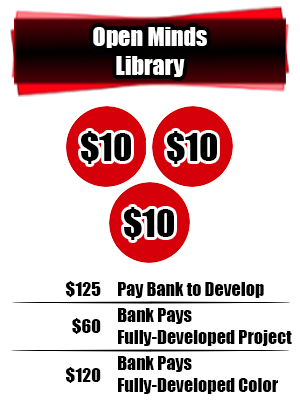 Open Minds
Library
$10 $10
$10
$125 Pay Bank to Develop
$60 Bank Pays
Fully-Developed Project
$120 Bank Pays
Fully-Developed Color